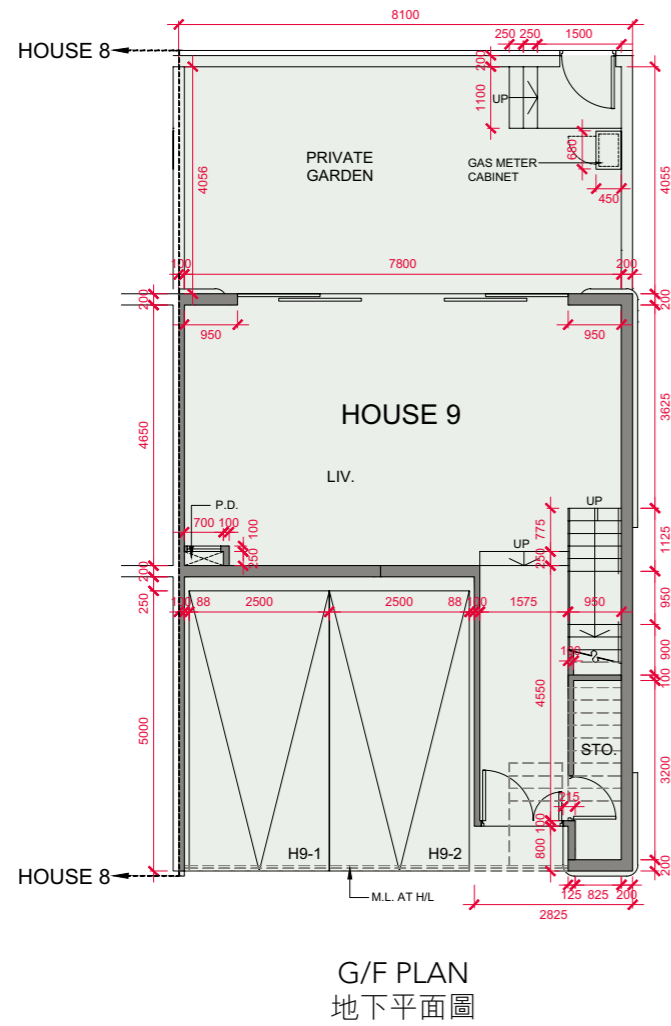 8100
HOUSE 8
250 250 1500
200
1100
UP
PRIVATE
GARDEN
GAS METER
CABINET
680
450
4056
4055
100 7800 200
200
200
950
950
HOUSE 9
3625
4650
LIV.
P.D.
700 100
100
250
UP
775
UP
250
1125
200
250
100 88 2500 2500 88 100 1575 950
950
100
900
100
4550
5000
STO.
3200
215
H9-1
H9-2
100
800
HOUSE 8
M.L. AT H/L
200
125 825 200
2825
G/F PLAN
地下平面圖